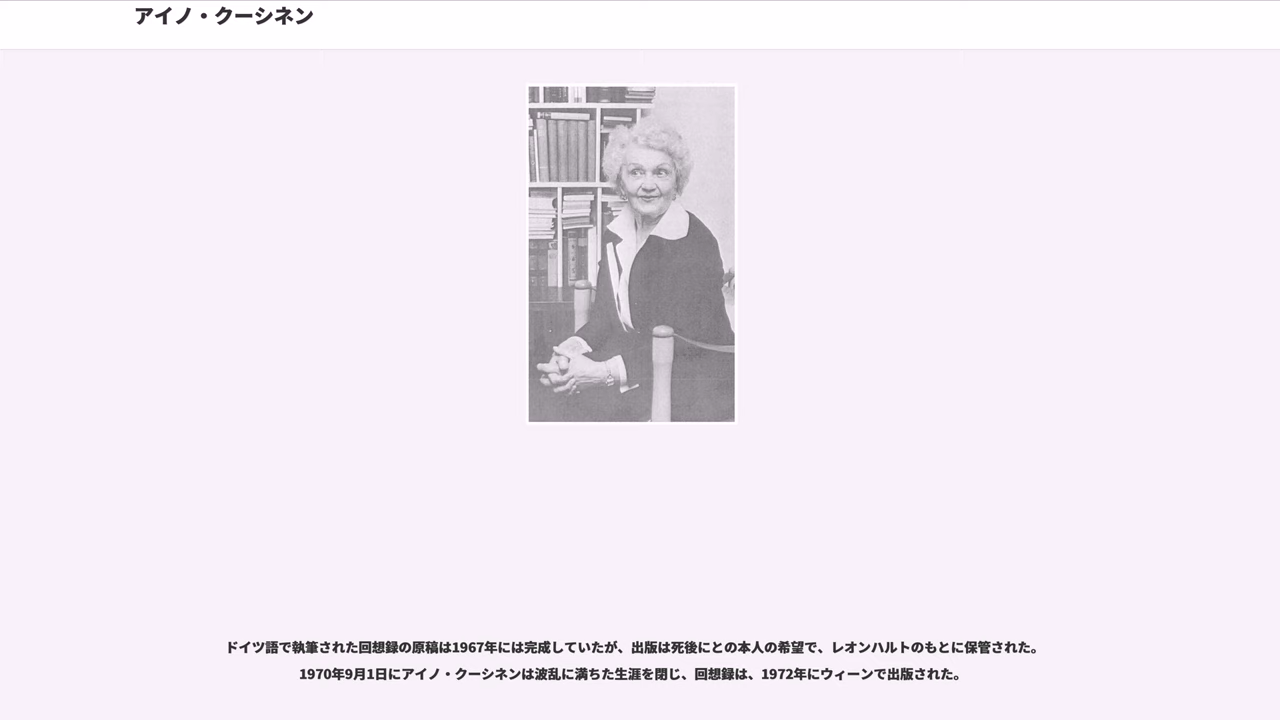 アイノ・クーシネン
ドイツ語で執筆された回想録の原稿は1967年には完成していたが、出版は死後にとの本人の希望で、レオンハルトのもとに保管された。
1970年9月1日にアイノ・クーシネンは波乱に満ちた生涯を閉じ、回想録は、1972年にウィーンで出版された。